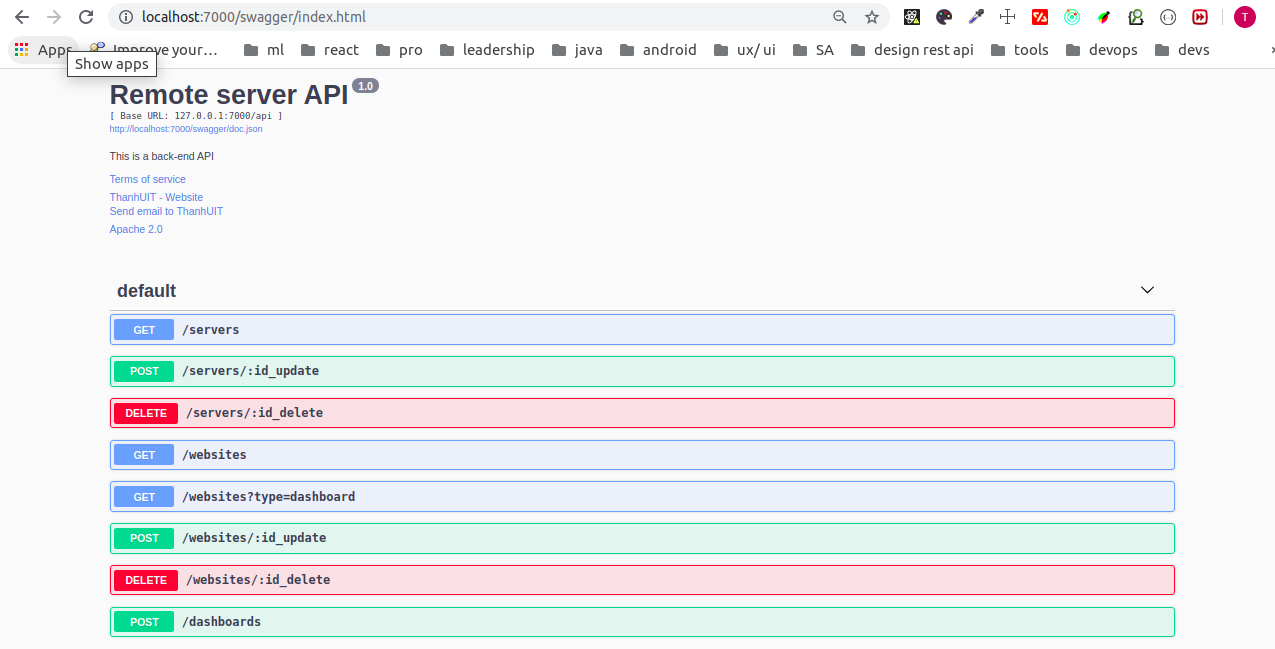 localhost:7000/swagger/index.html
T
Apps Improve your... ml react pro leadership java android ux/ ui SA design rest api tools devops devs
Show apps
Remote server API 1.0
[ Base URL: 127.0.0.1:7000/api ]
http://localhost:7000/swagger/doc.json
This is a back-end API
Terms of service
ThanhUIT - Website
Send email to ThanhUIT
Apache 2.0
default
GET /servers
POST /servers/:id_update
DELETE /servers/:id_delete
GET /websites
GET /websites?type=dashboard
POST /websites/:id_update
DELETE /websites/:id_delete
POST /dashboards